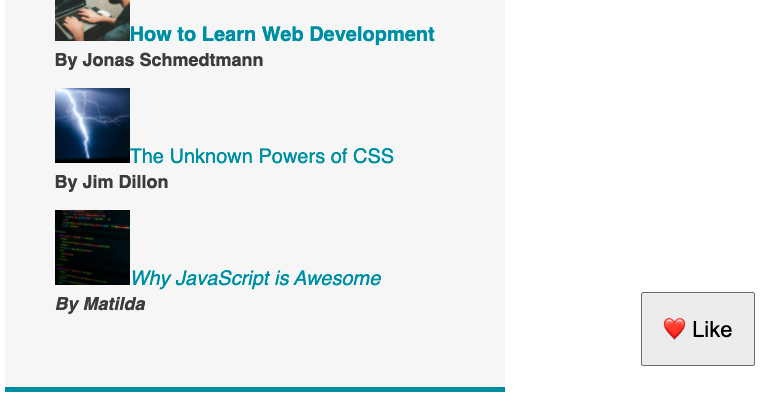 How to Learn Web Development
By Jonas Schmedtmann
The Unknown Powers of CSS
By Jim Dillon
Why JavaScript is Awesome
By Matilda
❤️ Like